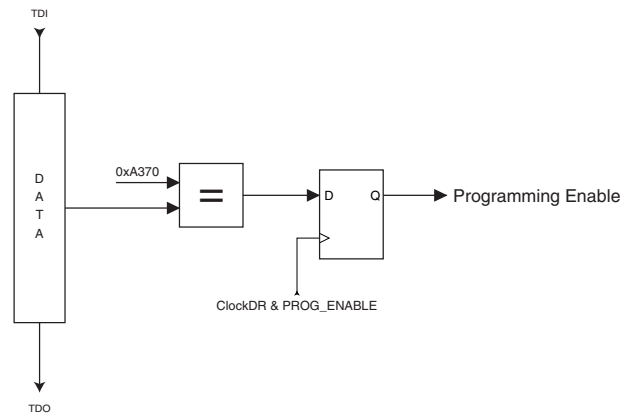 TDI
D
A
T
A
0xA370
=
D Q
Programming Enable
ClockDR & PROG_ENABLE
TDO